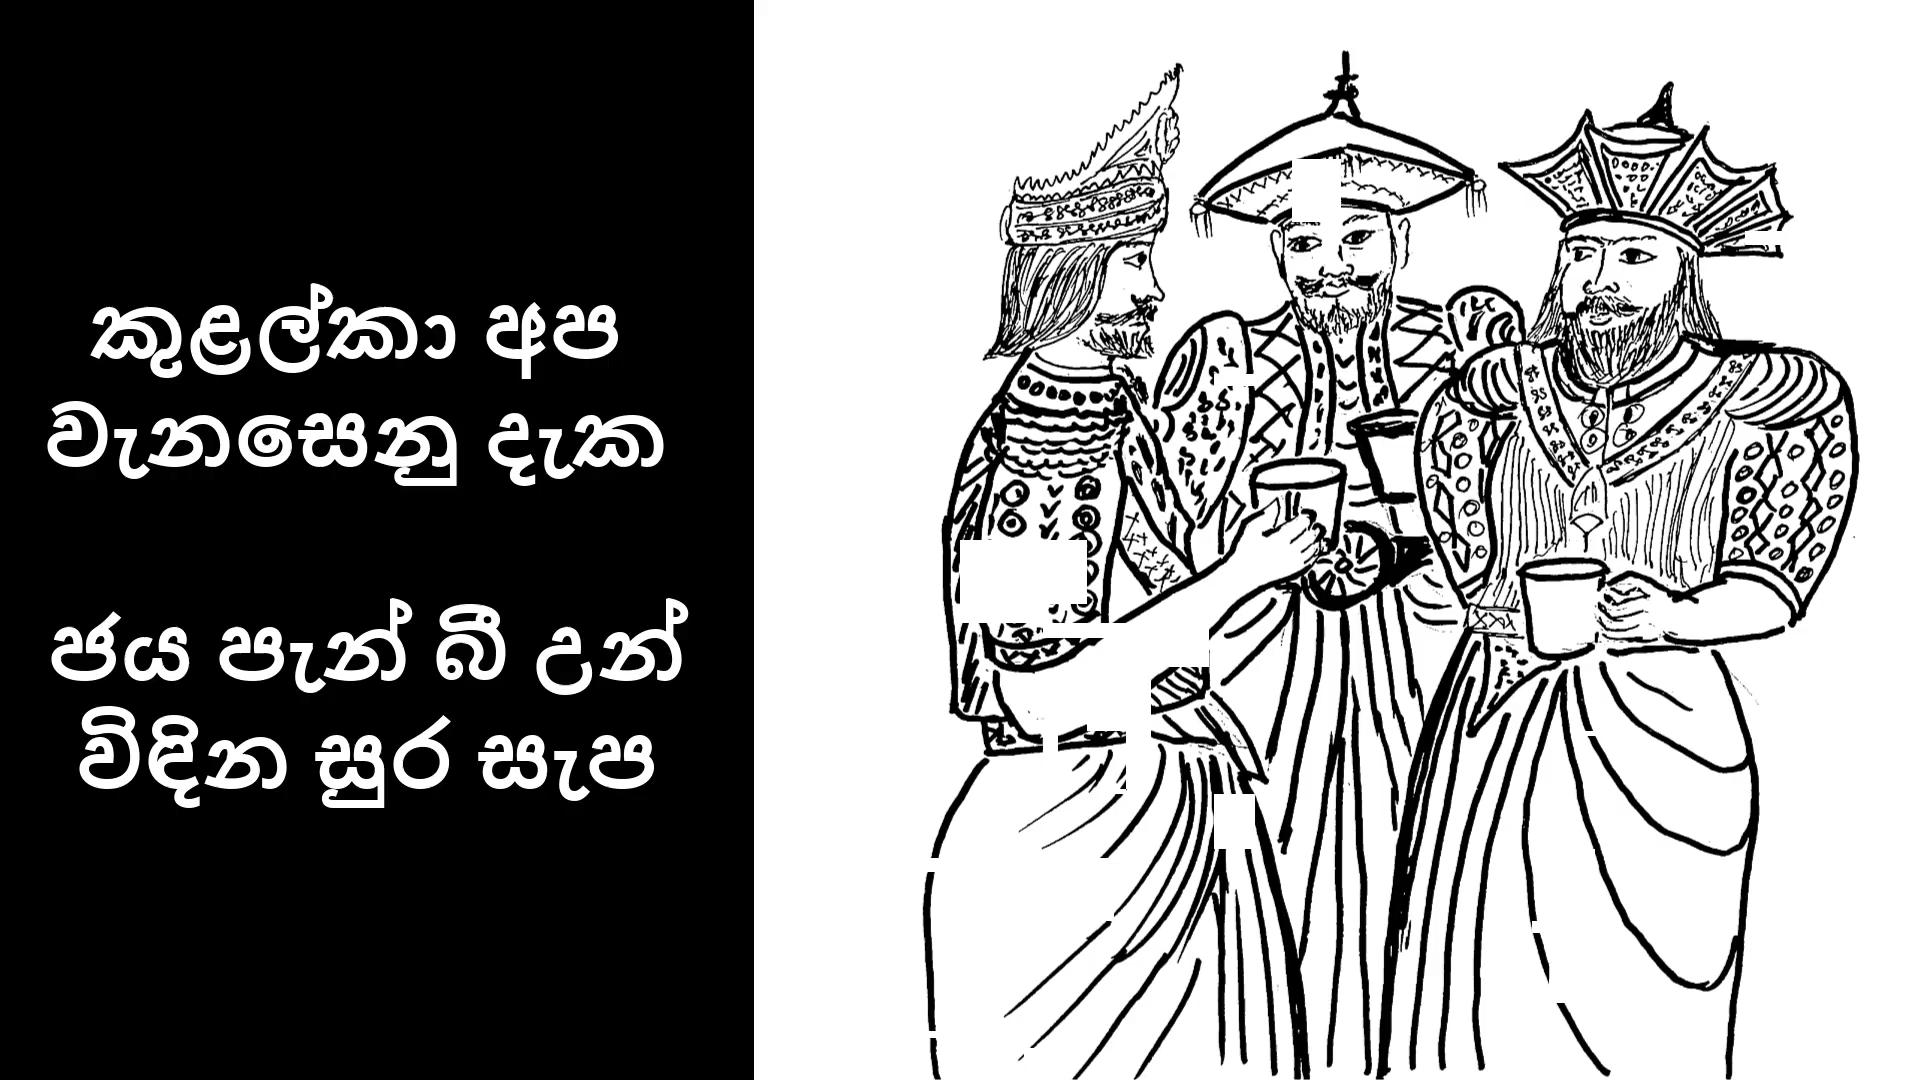 කුළල්කා අප
වැනසෙනු දැක
ජය පැන් බී උන්
විඳින සුර සැප